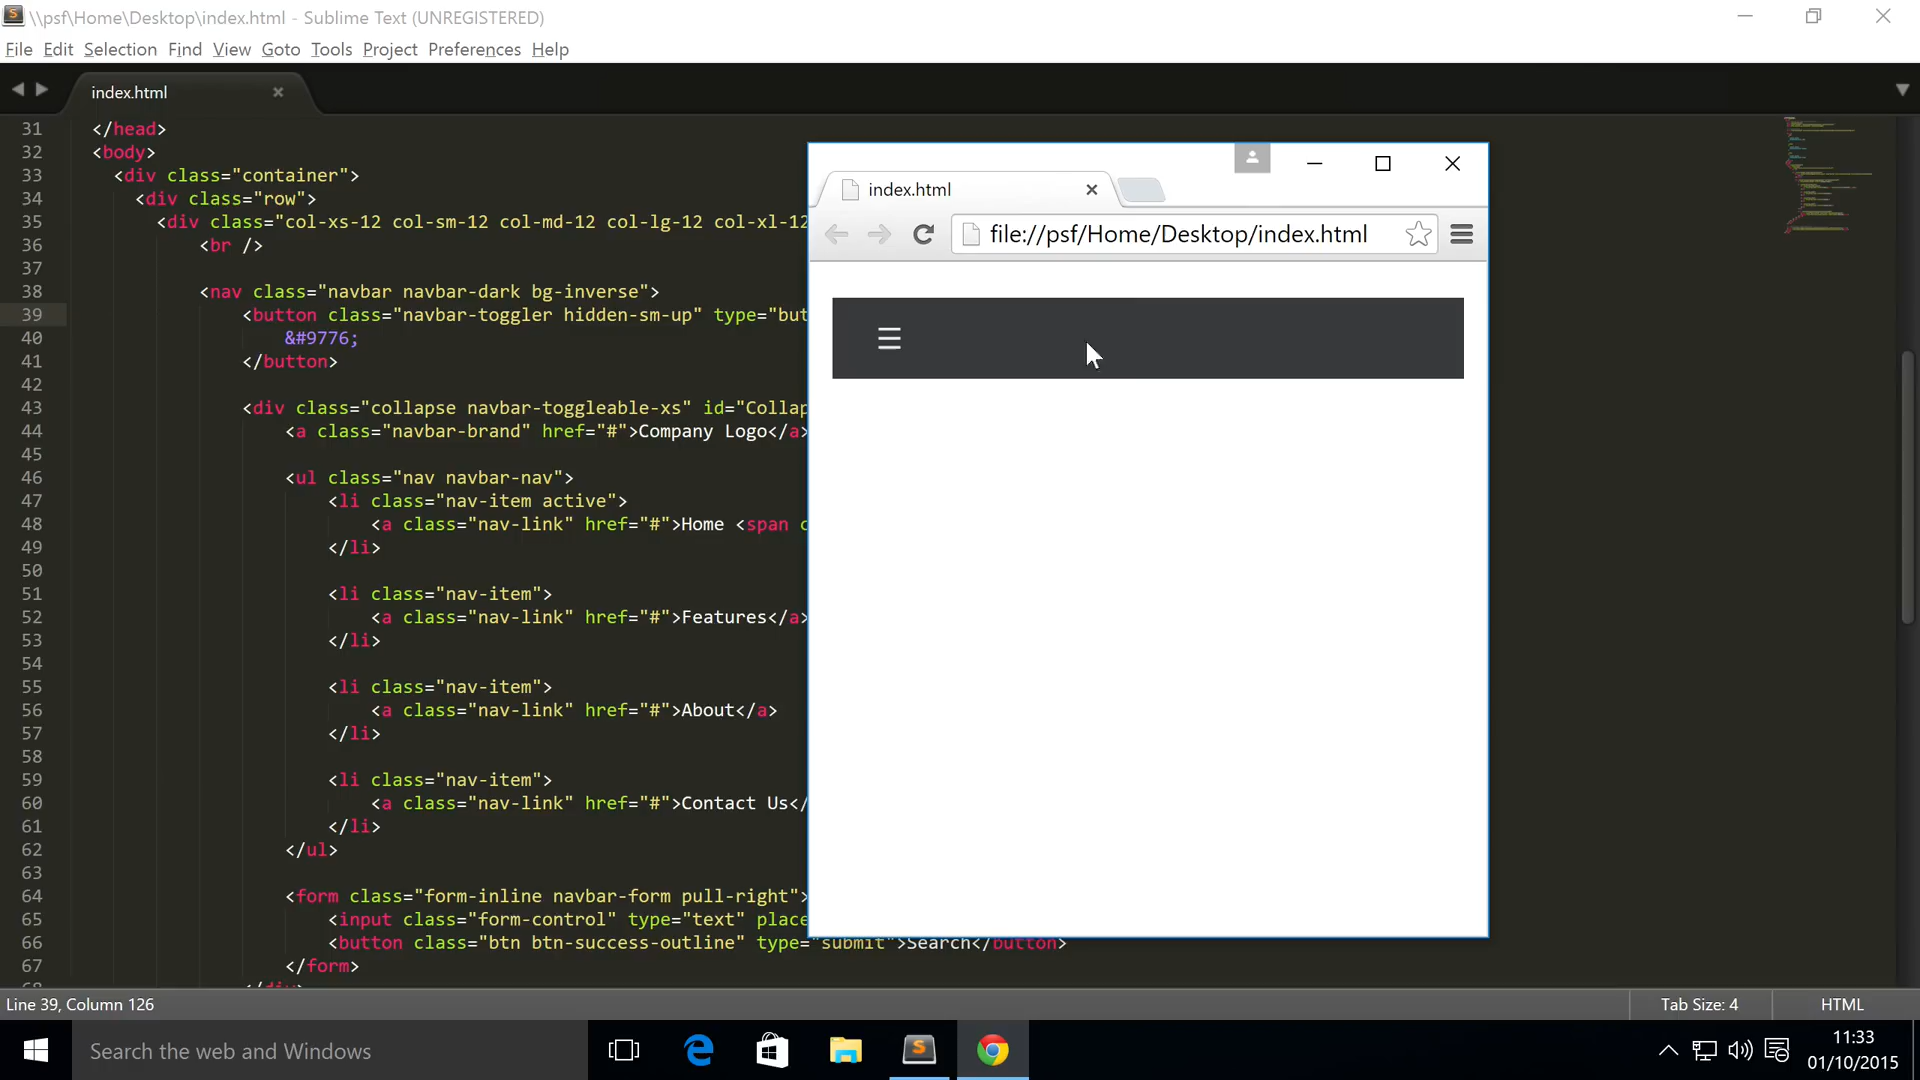 \\psf\Home\Desktop\index.html - Sublime Text (UNREGISTERED)
File Edit Selection Find View Goto Tools Project Preferences Help
index.html
31 </head>
32 <body>
33 <div class="container">
34 <div class="row">
35 <div class="col-xs-12 col-sm-12 col-md-12 col-lg-12 col-xl-12
36 <br />
37
38 <nav class="navbar navbar-dark bg-inverse">
39 <button class="navbar-toggler hidden-sm-up" type="but
40 &#9776;
41 </button>
42
43 <div class="collapse navbar-toggleable-xs" id="Collap
44 <a class="navbar-brand" href="#">Company Logo</a>
45
46 <ul class="nav navbar-nav">
47 <li class="nav-item active">
48 <a class="nav-link" href="#">Home <span c
49 </li>
50
51 <li class="nav-item">
52 <a class="nav-link" href="#">Features</a>
53 </li>
54
55 <li class="nav-item">
56 <a class="nav-link" href="#">About</a>
57 </li>
58
59 <li class="nav-item">
60 <a class="nav-link" href="#">Contact Us</
61 </li>
62 </ul>
63
64 <form class="form-inline navbar-form pull-right">
65 <input class="form-control" type="text" place
66 <button class="btn btn-success-outline" type="submit">Search</button>
67 </form>
index.html
file://psf/Home/Desktop/index.html
☰
Line 39, Column 126
Tab Size: 4
HTML
Search the web and Windows
11:33
01/10/2015